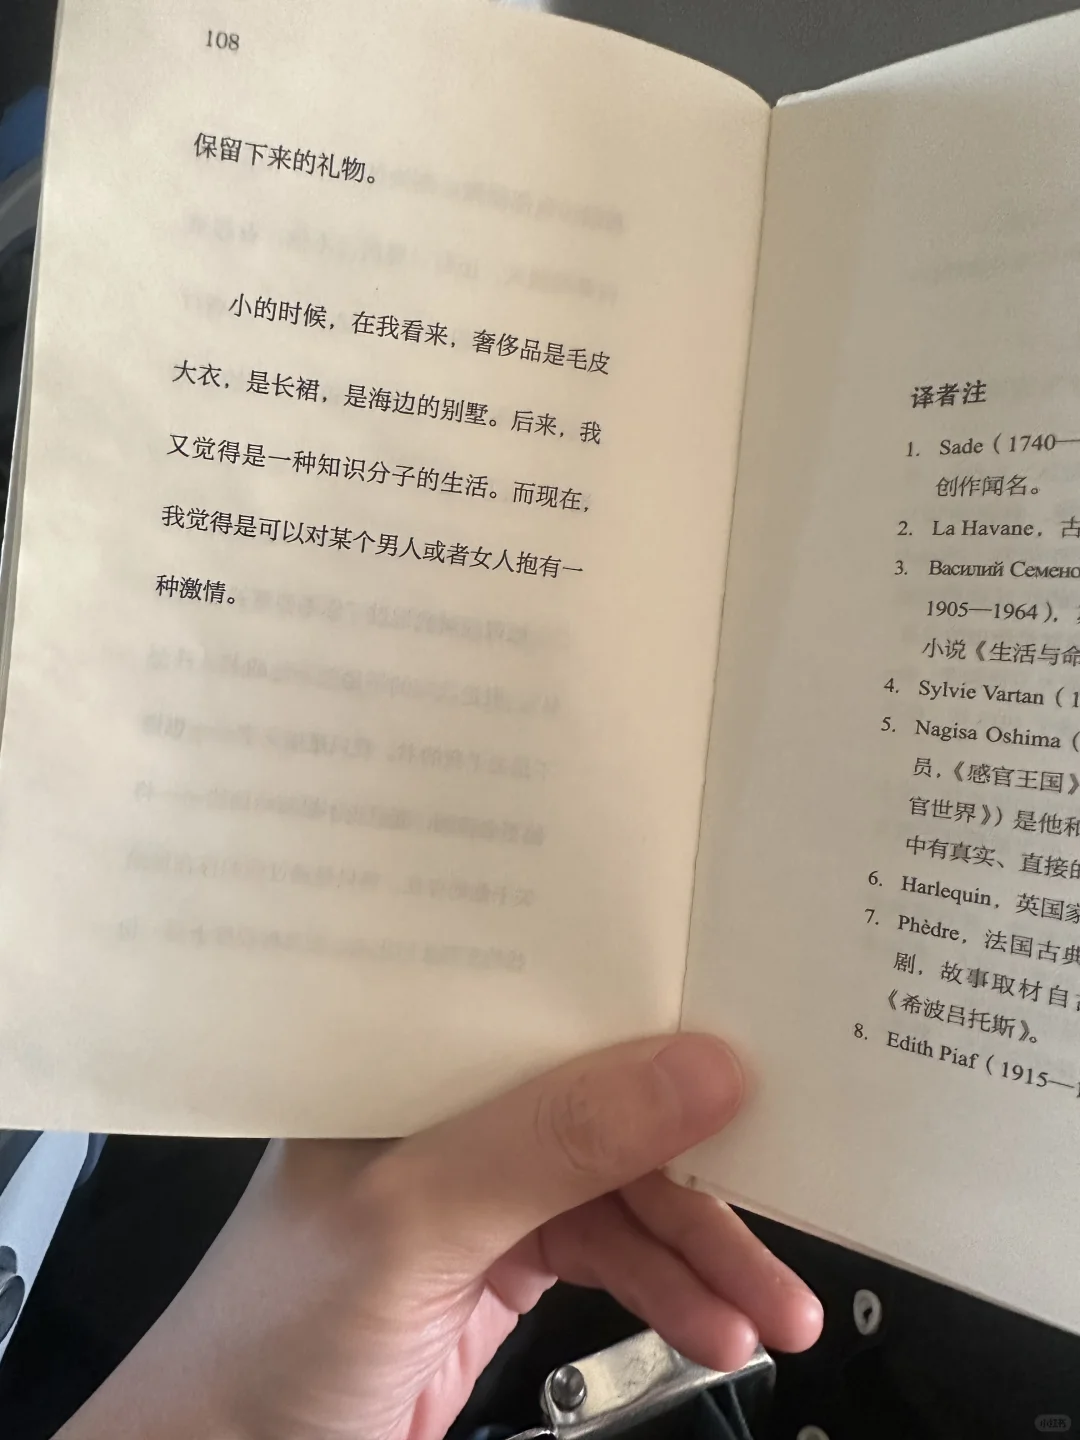 108
保留下来的礼物。
小的时候，在我看来，奢侈品是毛皮
大衣，是长裙，是海边的别墅。后来，我
又觉得是一种知识分子的生活。而现在，
我觉得是可以对某个男人或者女人抱有一
种激情。
译者注
1. Sade（1740—
创作闻名。
2. La Havane，古
3. Василий Семено
1905—1964），
小说《生活与命
4. Sylvie Vartan（1
5. Nagisa Oshima（
员，《感官王国》
官世界》）是他和
中有真实、直接的
6. Harlequin，英国家
7. Phèdre，法国古典
剧，故事取材自古
《希波吕托斯》。
8. Edith Piaf（1915—1
小红书